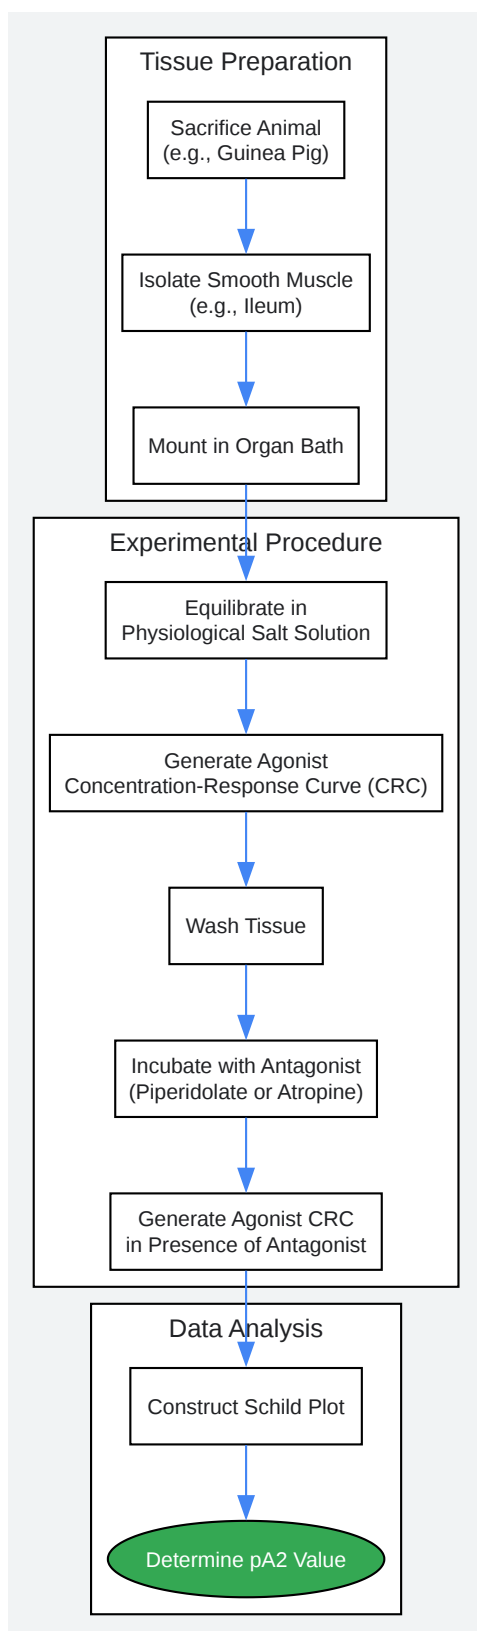 Tissue Preparation
Sacrifice Animal
(e.g., Guinea Pig)
Isolate Smooth Muscle
(e.g., Ileum)
Mount in Organ Bath
Experimental Procedure
Equilibrate in
Physiological Salt Solution
Generate Agonist
Concentration-Response Curve (CRC)
Wash Tissue
Incubate with Antagonist
(Piperidolate or Atropine)
Generate Agonist CRC
in Presence of Antagonist
Data Analysis
Construct Schild Plot
Determine pA2 Value